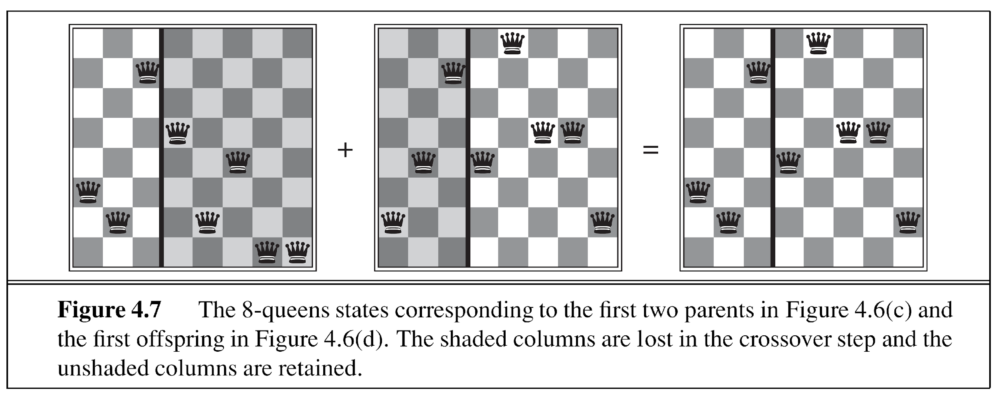 +
=
Figure 4.7 The 8-queens states corresponding to the first two parents in Figure 4.6(c) and
the first offspring in Figure 4.6(d). The shaded columns are lost in the crossover step and the
unshaded columns are retained.